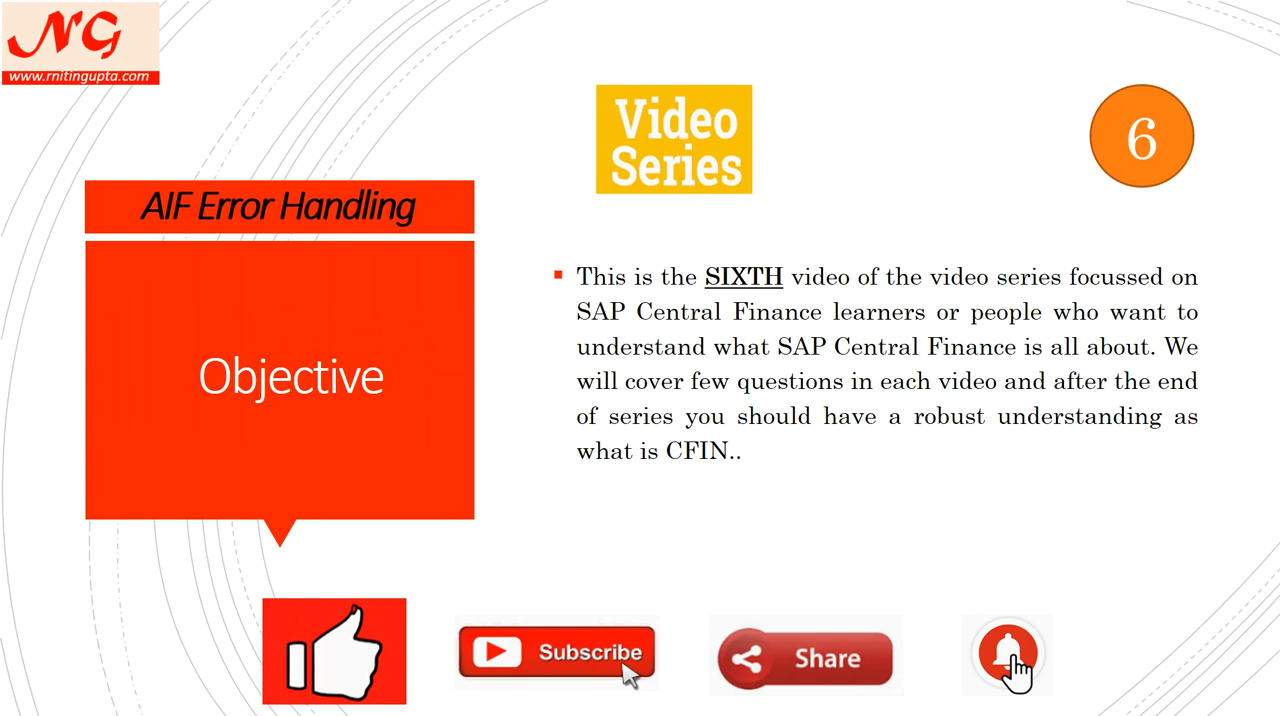 NG
www.rnitingupta.com
Video
Series
6
AIF Error Handling
Objective
This is the SIXTH video of the video series focussed on
SAP Central Finance learners or people who want to
understand what SAP Central Finance is all about. We
will cover few questions in each video and after the end
of series you should have a robust understanding as
what is CFIN..
Subscribe
Share